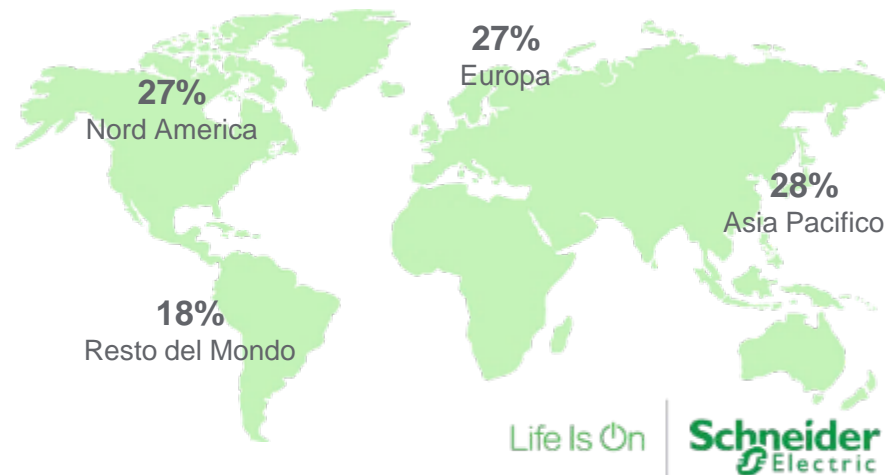 27%
Europa
27%
Nord America
28%
Asia Pacifico
18%
Resto del Mondo
Life Is On
Schneider
Electric